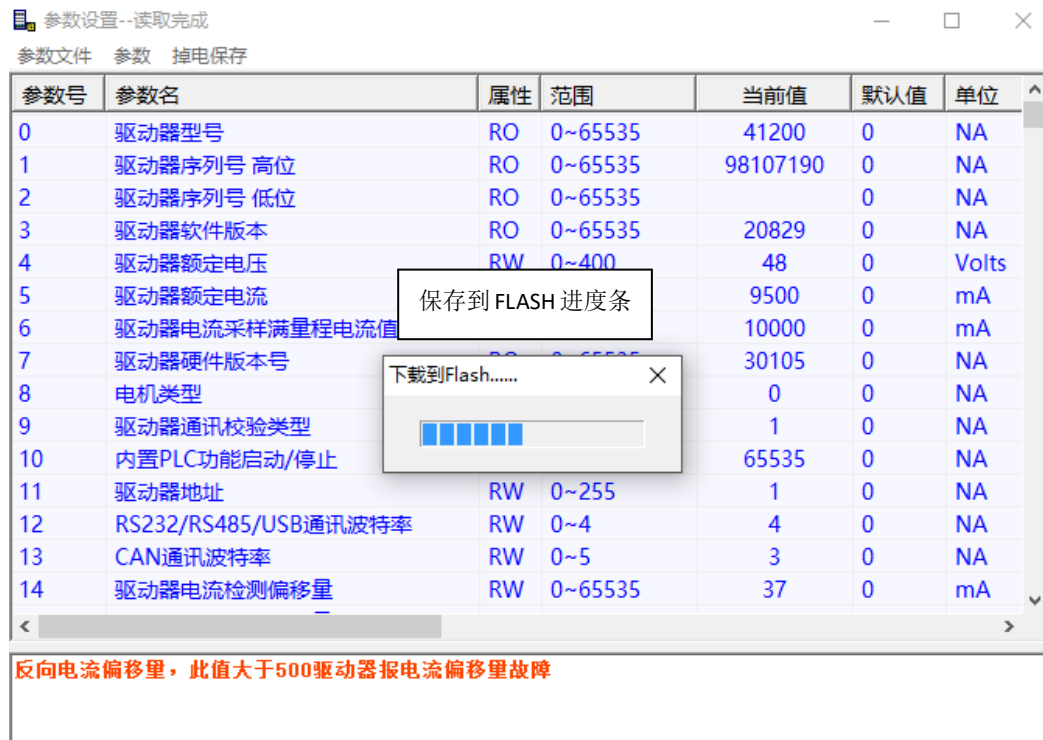 参数设置--读取完成
参数文件 参数 掉电保存
参数号 参数名 属性 范围 当前值 默认值 单位
0 驱动器型号 RO 0~65535 41200 0 NA
1 驱动器序列号 高位 RO 0~65535 98107190 0 NA
2 驱动器序列号 低位 RO 0~65535 0 NA
3 驱动器软件版本 RO 0~65535 20829 0 NA
4 驱动器额定电压 RW 0~400 48 0 Volts
5 驱动器额定电流 9500 0 mA
保存到 FLASH 进度条
6 驱动器电流采样满量程电流值 10000 0 mA
7 驱动器硬件版本号 30105 0 NA
下载到Flash......
8 电机类型 0 0 NA
9 驱动器通讯校验类型 1 0 NA
10 内置PLC功能启动/停止 65535 0 NA
11 驱动器地址 RW 0~255 1 0 NA
12 RS232/RS485/USB通讯波特率 RW 0~4 4 0 NA
13 CAN通讯波特率 RW 0~5 3 0 NA
14 驱动器电流检测偏移量 RW 0~65535 37 0 mA
反向电流偏移量，此值大于500驱动器报电流偏移量故障